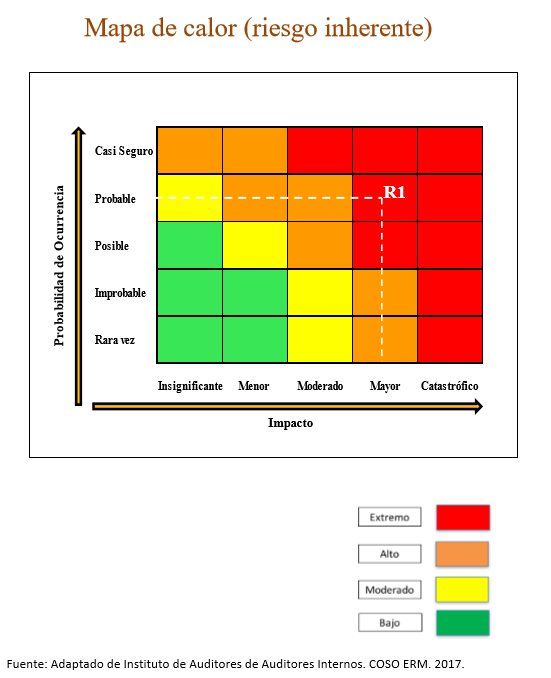 Mapa de calor (riesgo inherente)
Probabilidad de Ocurrencia
Casi Seguro
Probable
R1
Posible
Improbable
Rara vez
Insignificante Menor Moderado Mayor Catastrófico
Impacto
Extremo
Alto
Moderado
Bajo
Fuente: Adaptado de Instituto de Auditores de Auditores Internos. COSO ERM. 2017.